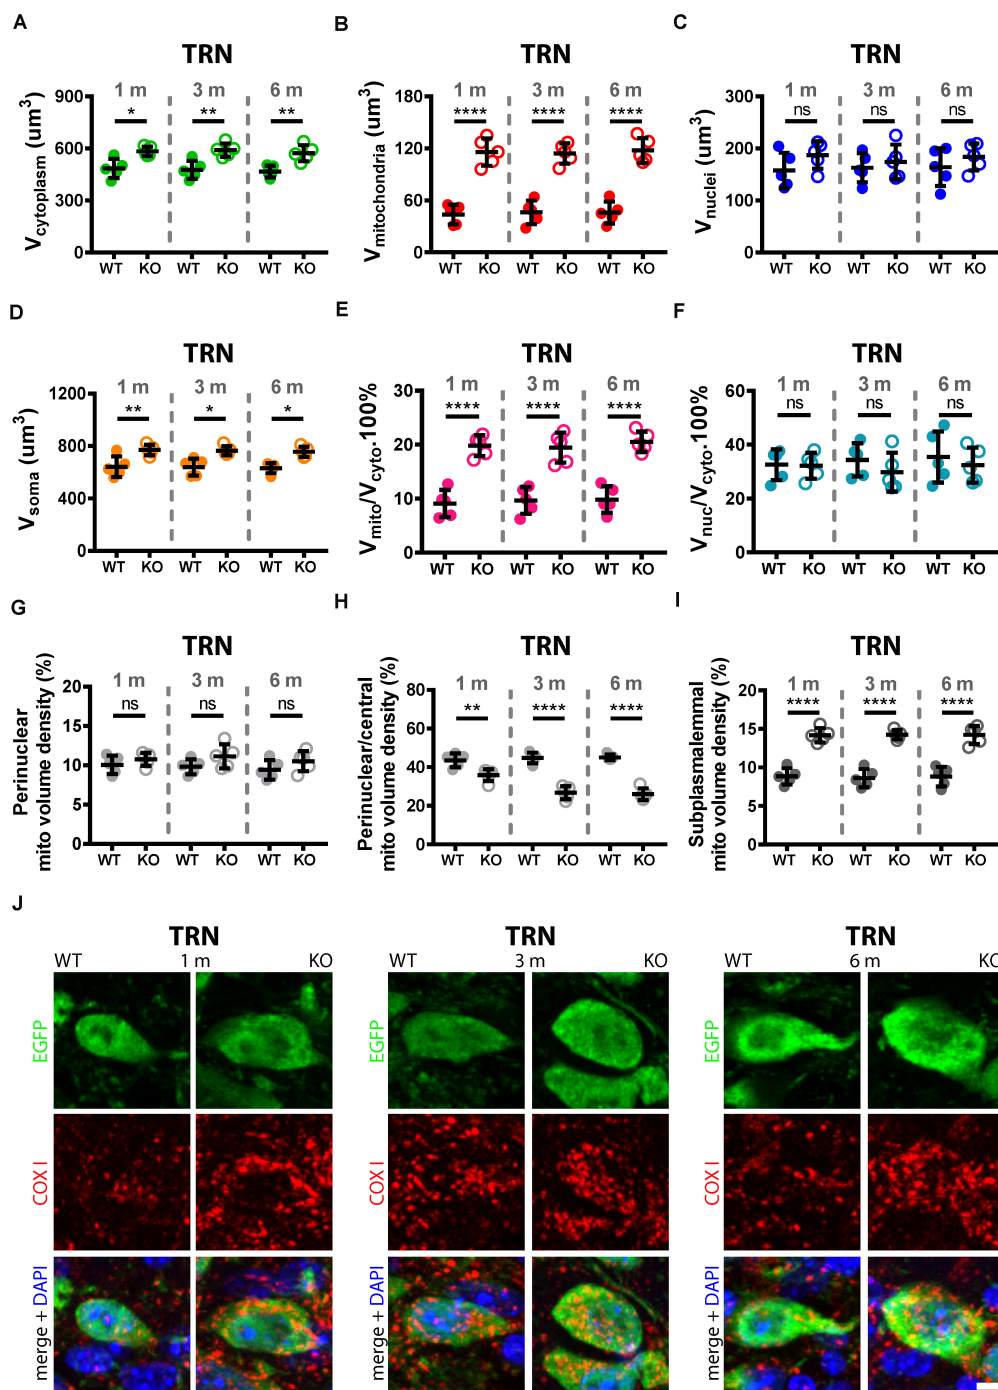 A
B
C
TRN
TRN
TRN
1 m
3 m
6 m
1 m
3 m
6 m
1 m
3 m
6 m
*
**
**
****
****
****
ns
ns
ns
Vcytoplasm (um³)
900
600
300
0
Vmitochondria (um³)
180
120
60
0
Vnuclei (um³)
300
200
100
0
WT KO WT KO WT KO
WT KO WT KO WT KO
WT KO WT KO WT KO
D
E
F
TRN
TRN
TRN
1 m
3 m
6 m
1 m
3 m
6 m
1 m
3 m
6 m
**
*
*
****
****
****
ns
ns
ns
Vsoma (um³)
1200
800
400
0
Vmito/Vcyto·100%
30
20
10
0
Vnuc/Vcyto·100%
60
40
20
0
WT KO WT KO WT KO
WT KO WT KO WT KO
WT KO WT KO WT KO
G
H
I
TRN
TRN
TRN
1 m
3 m
6 m
1 m
3 m
6 m
1 m
3 m
6 m
ns
ns
ns
**
****
****
****
****
****
Perinuclear
mito volume density (%)
20
15
10
5
0
Perinuclear/central
mito volume density (%)
80
60
40
20
0
Subplasmalemmal
mito volume density (%)
20
15
10
5
0
WT KO WT KO WT KO
WT KO WT KO WT KO
WT KO WT KO WT KO
J
TRN
TRN
TRN
WT 1 m KO
WT 3 m KO
WT 6 m KO
EGFP
EGFP
EGFP
COX I
COX I
COX I
merge + DAPI
merge + DAPI
merge + DAPI